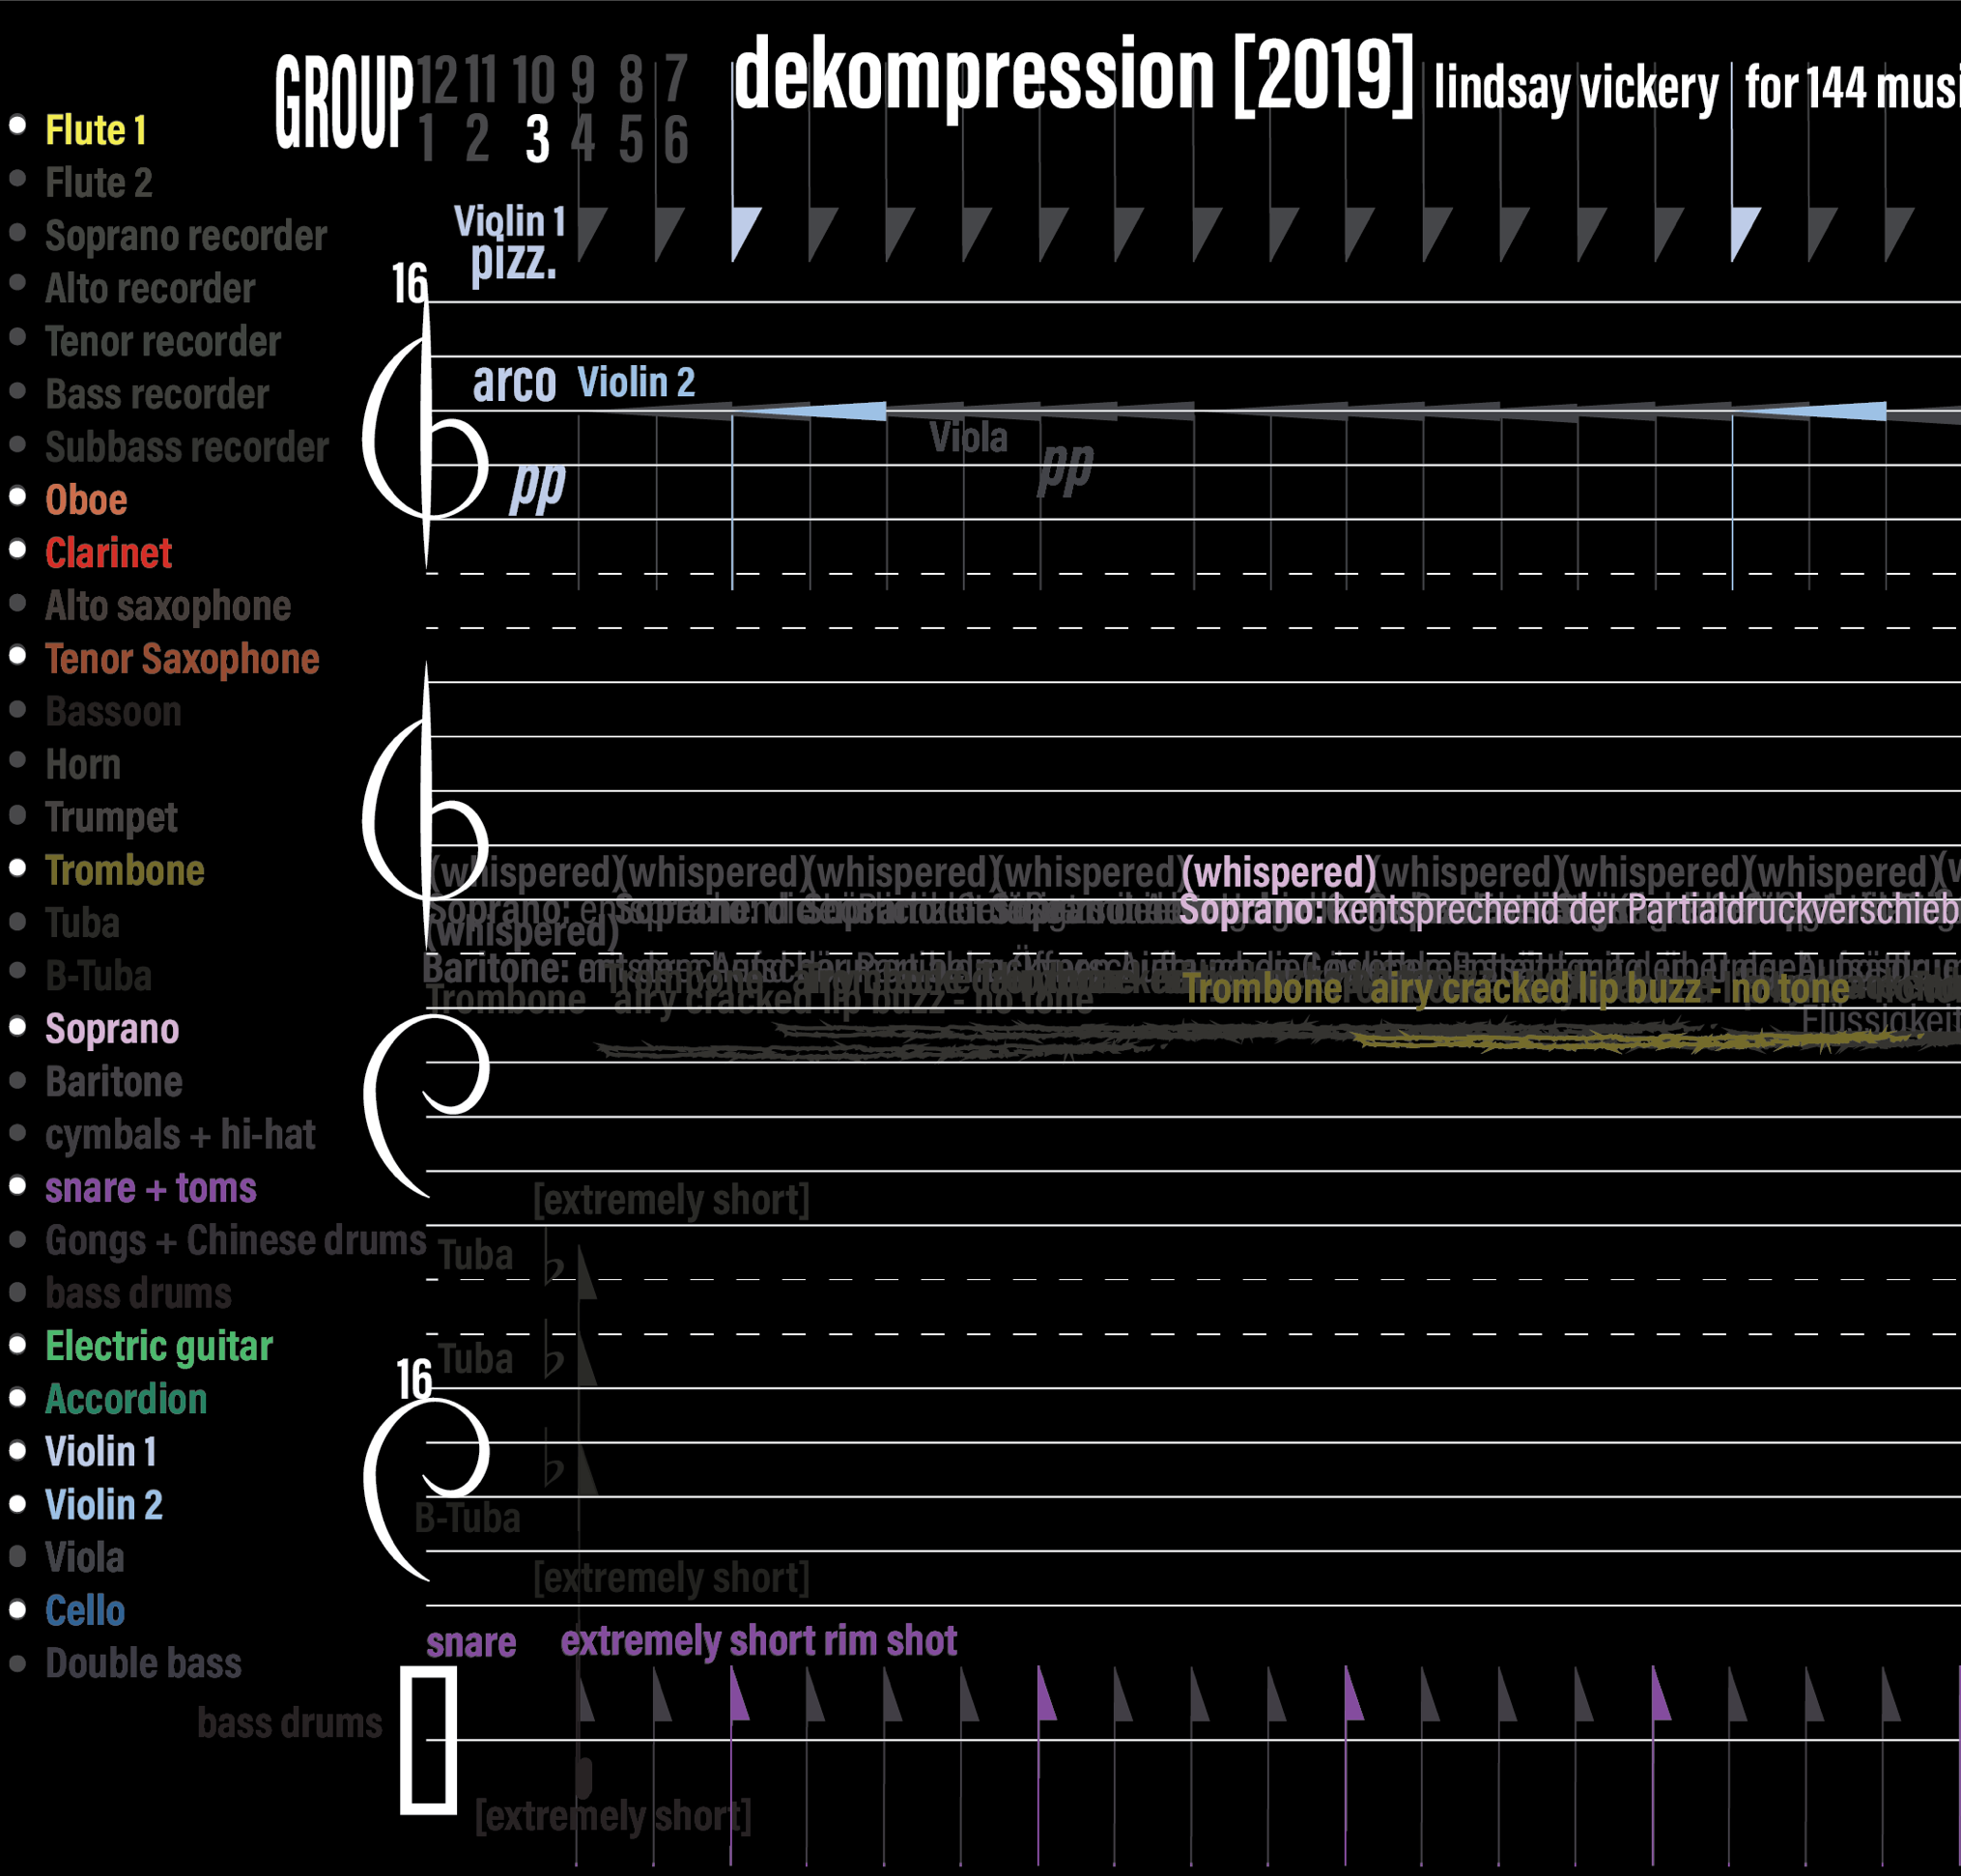 GROUP 12 11 10 9 8 7
1 2 3 4 5 6
dekompression [2019] lindsay vickery for 144 musi
Flute 1
Flute 2
Soprano recorder
Alto recorder
Tenor recorder
Bass recorder
Subbass recorder
Oboe
Clarinet
Alto saxophone
Tenor Saxophone
Bassoon
Horn
Trumpet
Trombone
Tuba
B-Tuba
Soprano
Baritone
cymbals + hi-hat
snare + toms
Gongs + Chinese drums
bass drums
Electric guitar
Accordion
Violin 1
Violin 2
Viola
Cello
Double bass
Violin 1
pizz.
16
arco Violin 2
Viola
pp pp
(whispered)(whispered)(whispered)(whispered)(whispered)(whispered)(whispered)(whispered)(w
Soprano: Soprano: kentsprechend der Partialdruckverschieb
(whispered)
Baritone:
Trombone airy cracked lip buzz - no tone
Trombone airy cracked lip buzz - no tone
Flüssigkeit
[extremely short]
Tuba
Tuba
16
B-Tuba
[extremely short]
snare extremely short rim shot
bass drums
[extremely short]